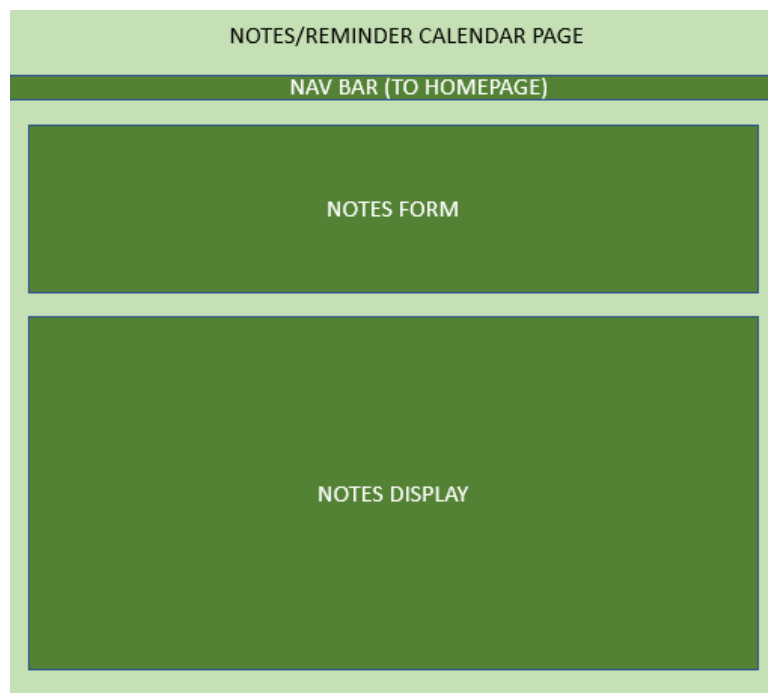 NOTES/REMINDER CALENDAR PAGE
NAV BAR (TO HOMEPAGE)
NOTES FORM
NOTES DISPLAY